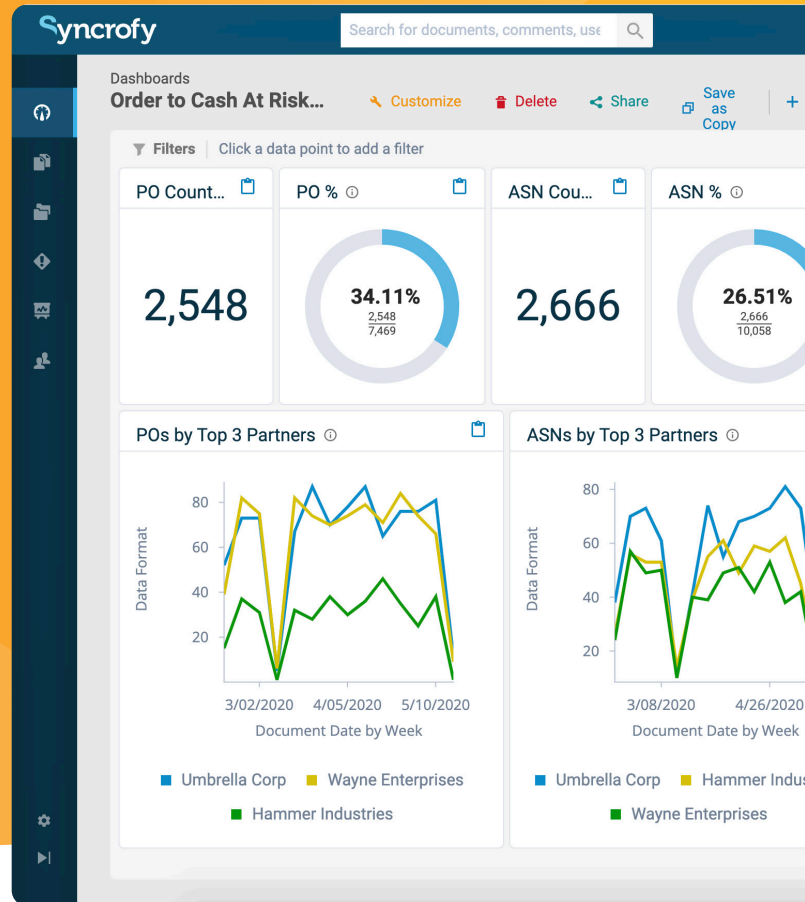 Syncrofy
Search for documents, comments, use
Dashboards
Order to Cash At Risk...
Customize
Delete
Share
Save as Copy
+
Filters
Click a data point to add a filter
PO Count...
PO %
ASN Cou...
ASN %
2,548
34.11%
2,548
7,469
2,666
26.51%
2,666
10,058
POs by Top 3 Partners
80
60
40
20
Data Format
3/02/2020 4/05/2020 5/10/2020
Document Date by Week
Umbrella Corp Wayne Enterprises
Hammer Industries
ASNs by Top 3 Partners
80
60
40
20
Data Format
3/08/2020 4/26/2020
Document Date by Week
Umbrella Corp Hammer Indus
Wayne Enterprises